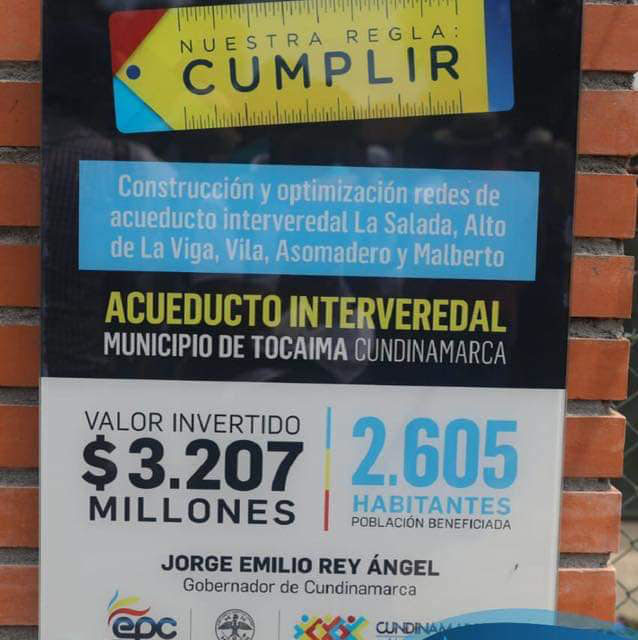 NUESTRA REGLA:
CUMPLIR
Construcción y optimización redes de
acueducto interveredal La Salada, Alto
de La Viga, Vila, Asomadero y Malberto
ACUEDUCTO INTERVEREDAL
MUNICIPIO DE TOCAIMA CUNDINAMARCA
VALOR INVERTIDO
$3.207
MILLONES
2.605
HABITANTES
POBLACIÓN BENEFICIADA
JORGE EMILIO REY ÁNGEL
Gobernador de Cundinamarca
epc